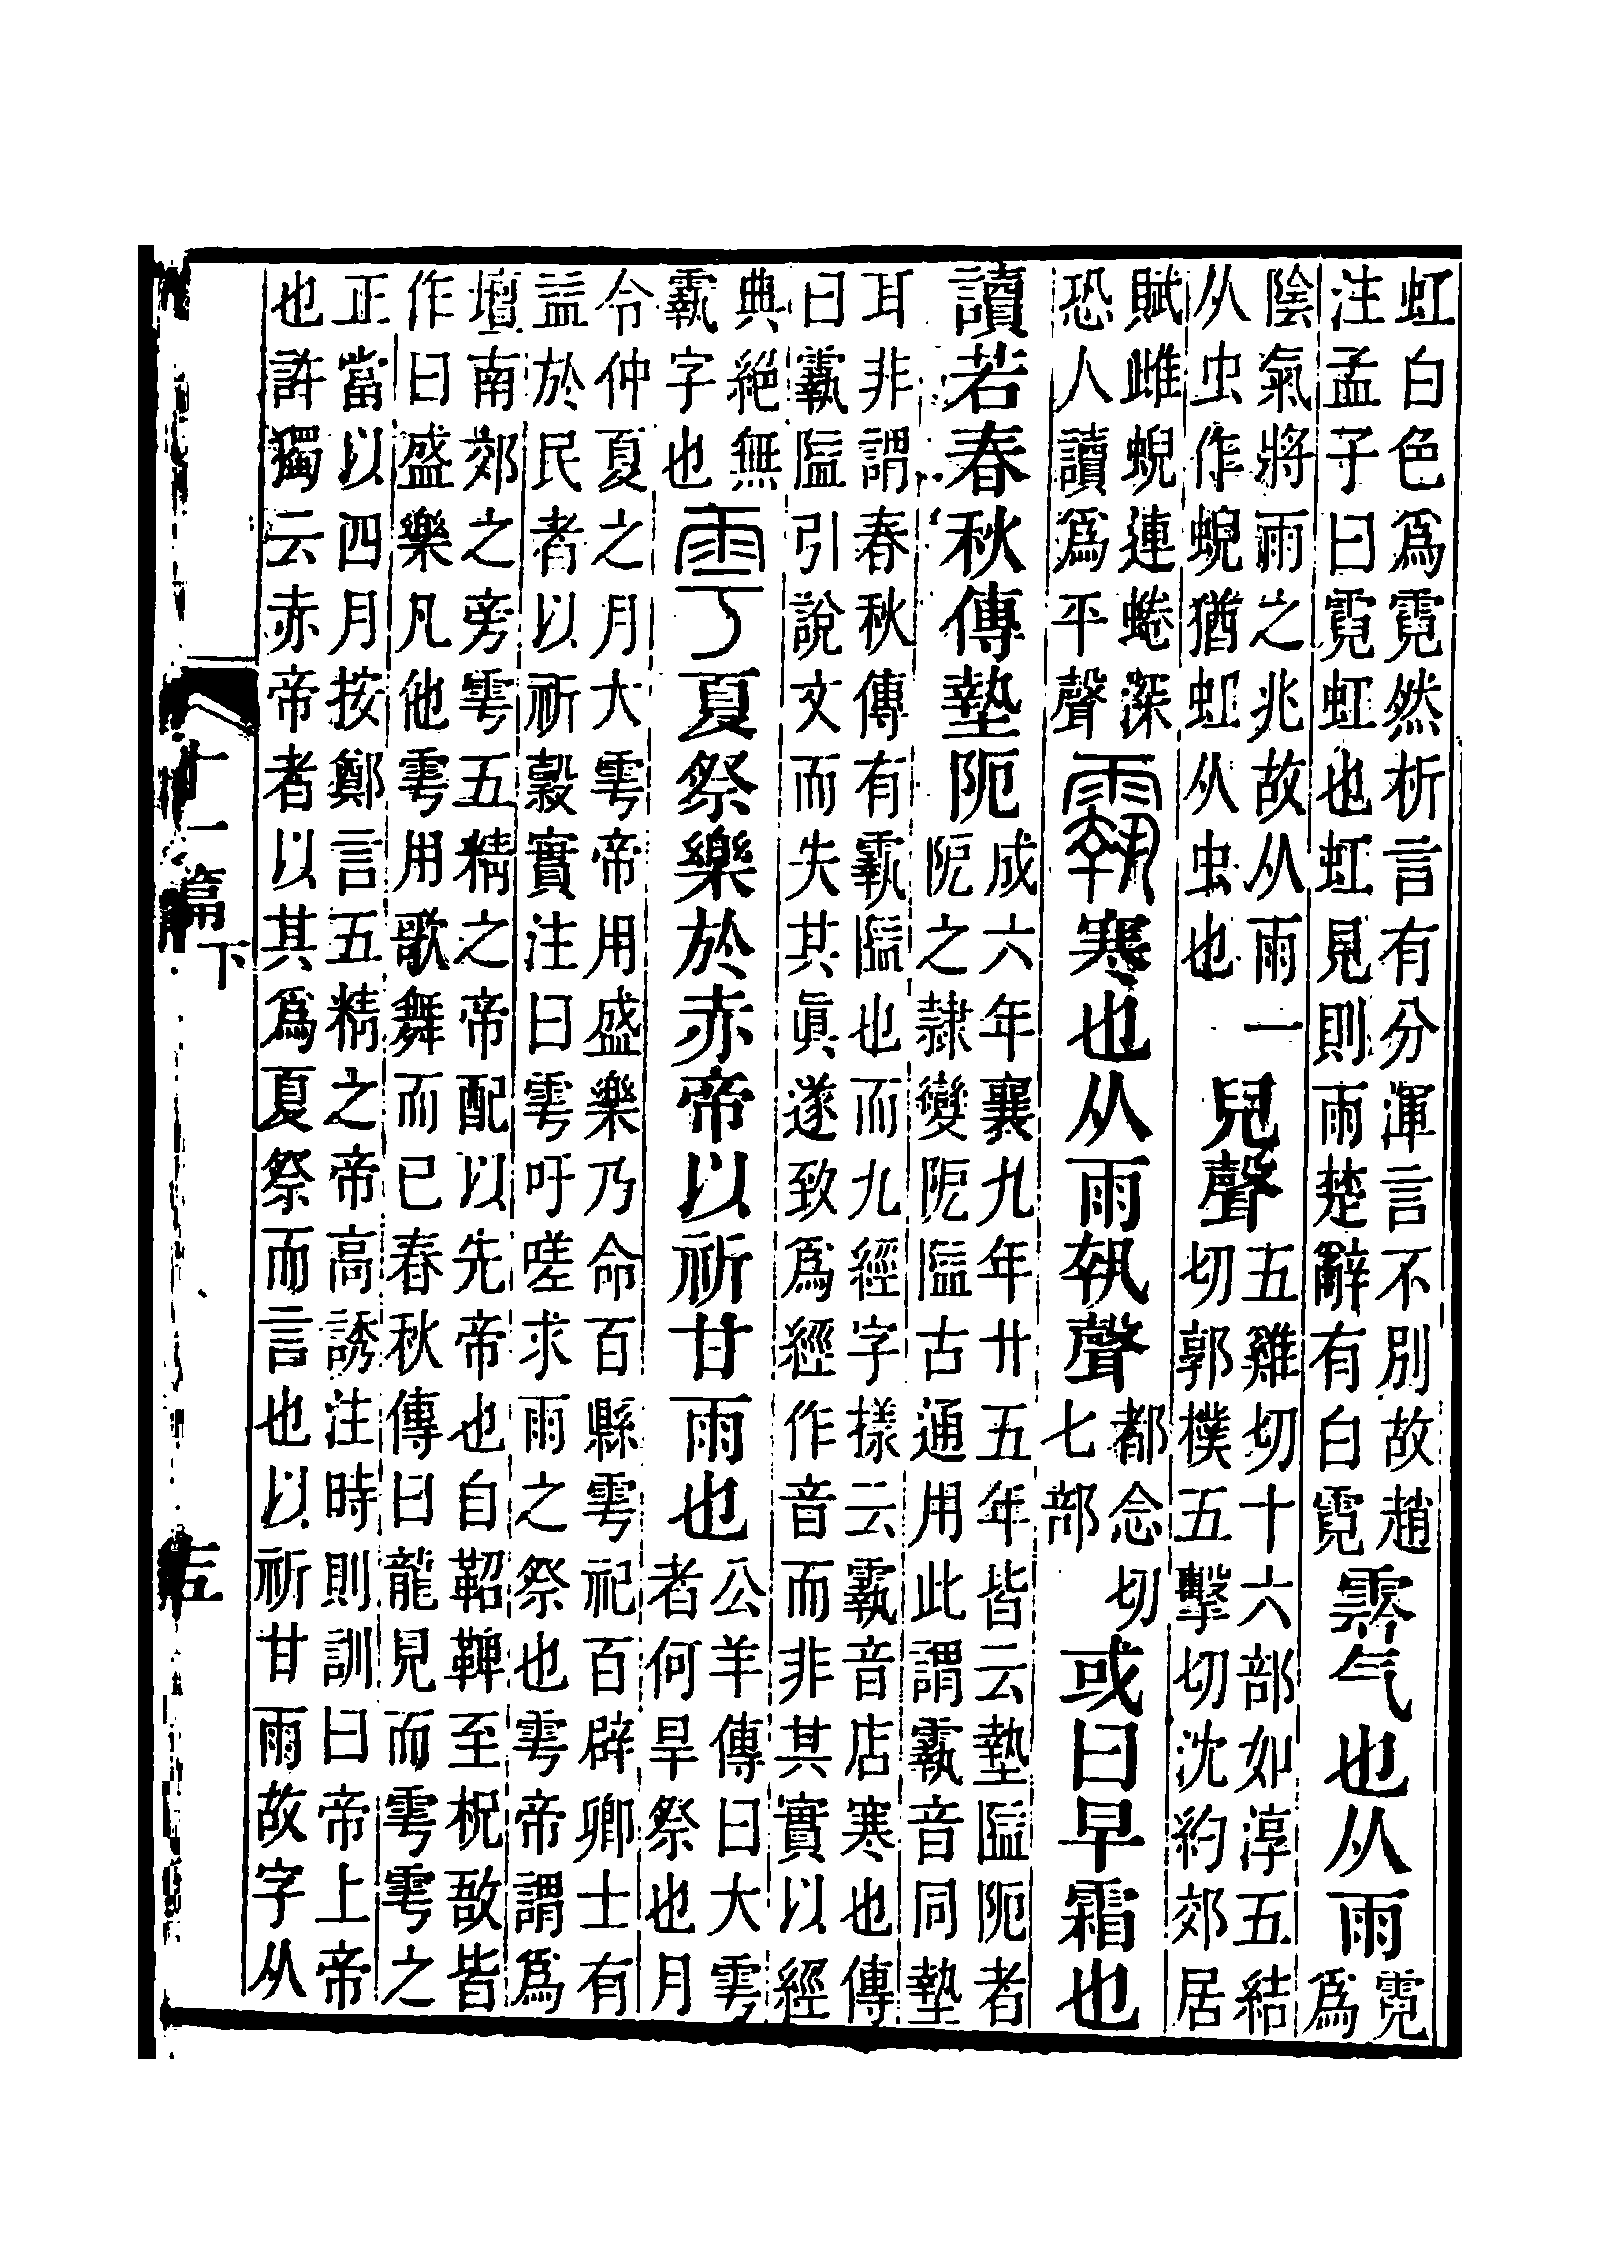 虹白色爲霓然析言有分渾言不別故趙
注孟子曰霓虹也虹見則雨楚辭有白霓
霒气也从雨
霓爲
陰氣將雨之兆故从雨一
从虫作蜺猶虹从虫也
兒聲
五雞切十六部如淳五結
切郭樸五擊切沈約郊居
賦雌蜺連蜷深
恐人讀爲平聲
䨴寒也从雨執聲
都念切
七部
或曰早霜也
讀若春秋傳墊阸
成六年襄九年廿五年皆云墊隘阸者
阨之隷變阨隘古通用此謂䨴音同墊
耳非謂春秋傳有䨴隘也而九經字㨾云䨴音店寒也傳
曰䨴隘引說文而失其眞遂致爲經作音而非其實以經
典絕無
䨴字也
雩夏祭樂於赤帝以祈甘雨也
公羊傳曰大雩
者何旱祭也月
令仲夏之月大雩帝用盛樂乃命百縣雩祀百辟卿士有
益於民者以祈穀實注曰雩吁嗟求雨之祭也雩帝謂爲
壇南郊之旁雩五精之帝配以先帝也自鞀鞞至柷敔皆
作曰盛樂凡他雩用歌舞而已春秋傳曰龍見而雩雩之
正當以四月按鄭言五精之帝高誘注時則訓曰帝上帝
也許獨云赤帝者以其爲夏祭而言也以祈甘雨故字从
十一篇下